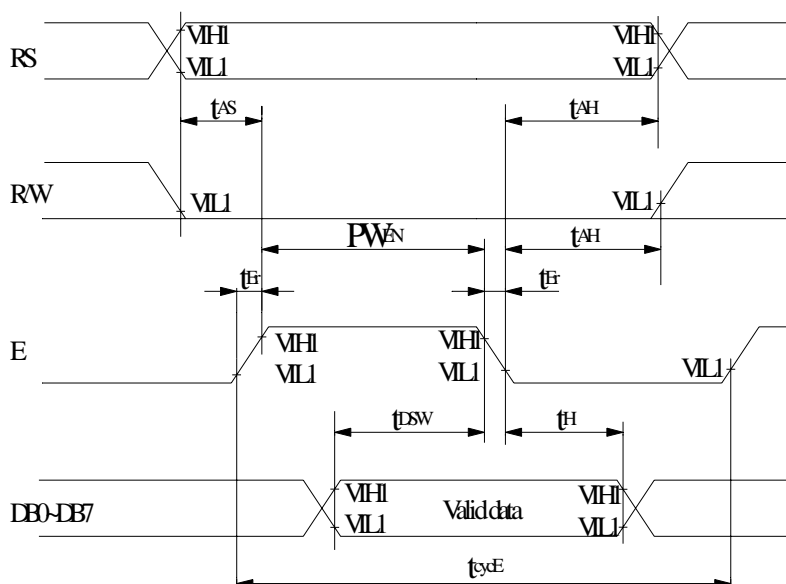 RS
VIH1
VIL1
VIH1
VIL1
tAS
tAH
R/W
VIL1
VIL1
PWEN
tAH
tEr
tEr
E
VIH1
VIL1
VIH1
VIL1
VIL1
tDSW
tH
DB0~DB7
VIH1
VIL1
Valid data
VIH1
VIL1
tcycE